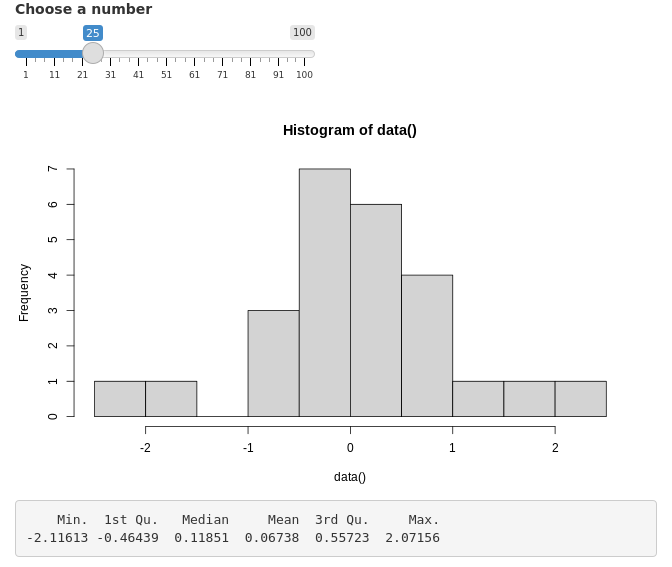 Choose a number
1 25 100
1 11 21 31 41 51 61 71 81 91 100
Histogram of data()
Frequency
7
6
5
4
3
2
1
0
-2 -1 0 1 2
data()
Min. 1st Qu. Median Mean 3rd Qu. Max.
-2.11613 -0.46439 0.11851 0.06738 0.55723 2.07156